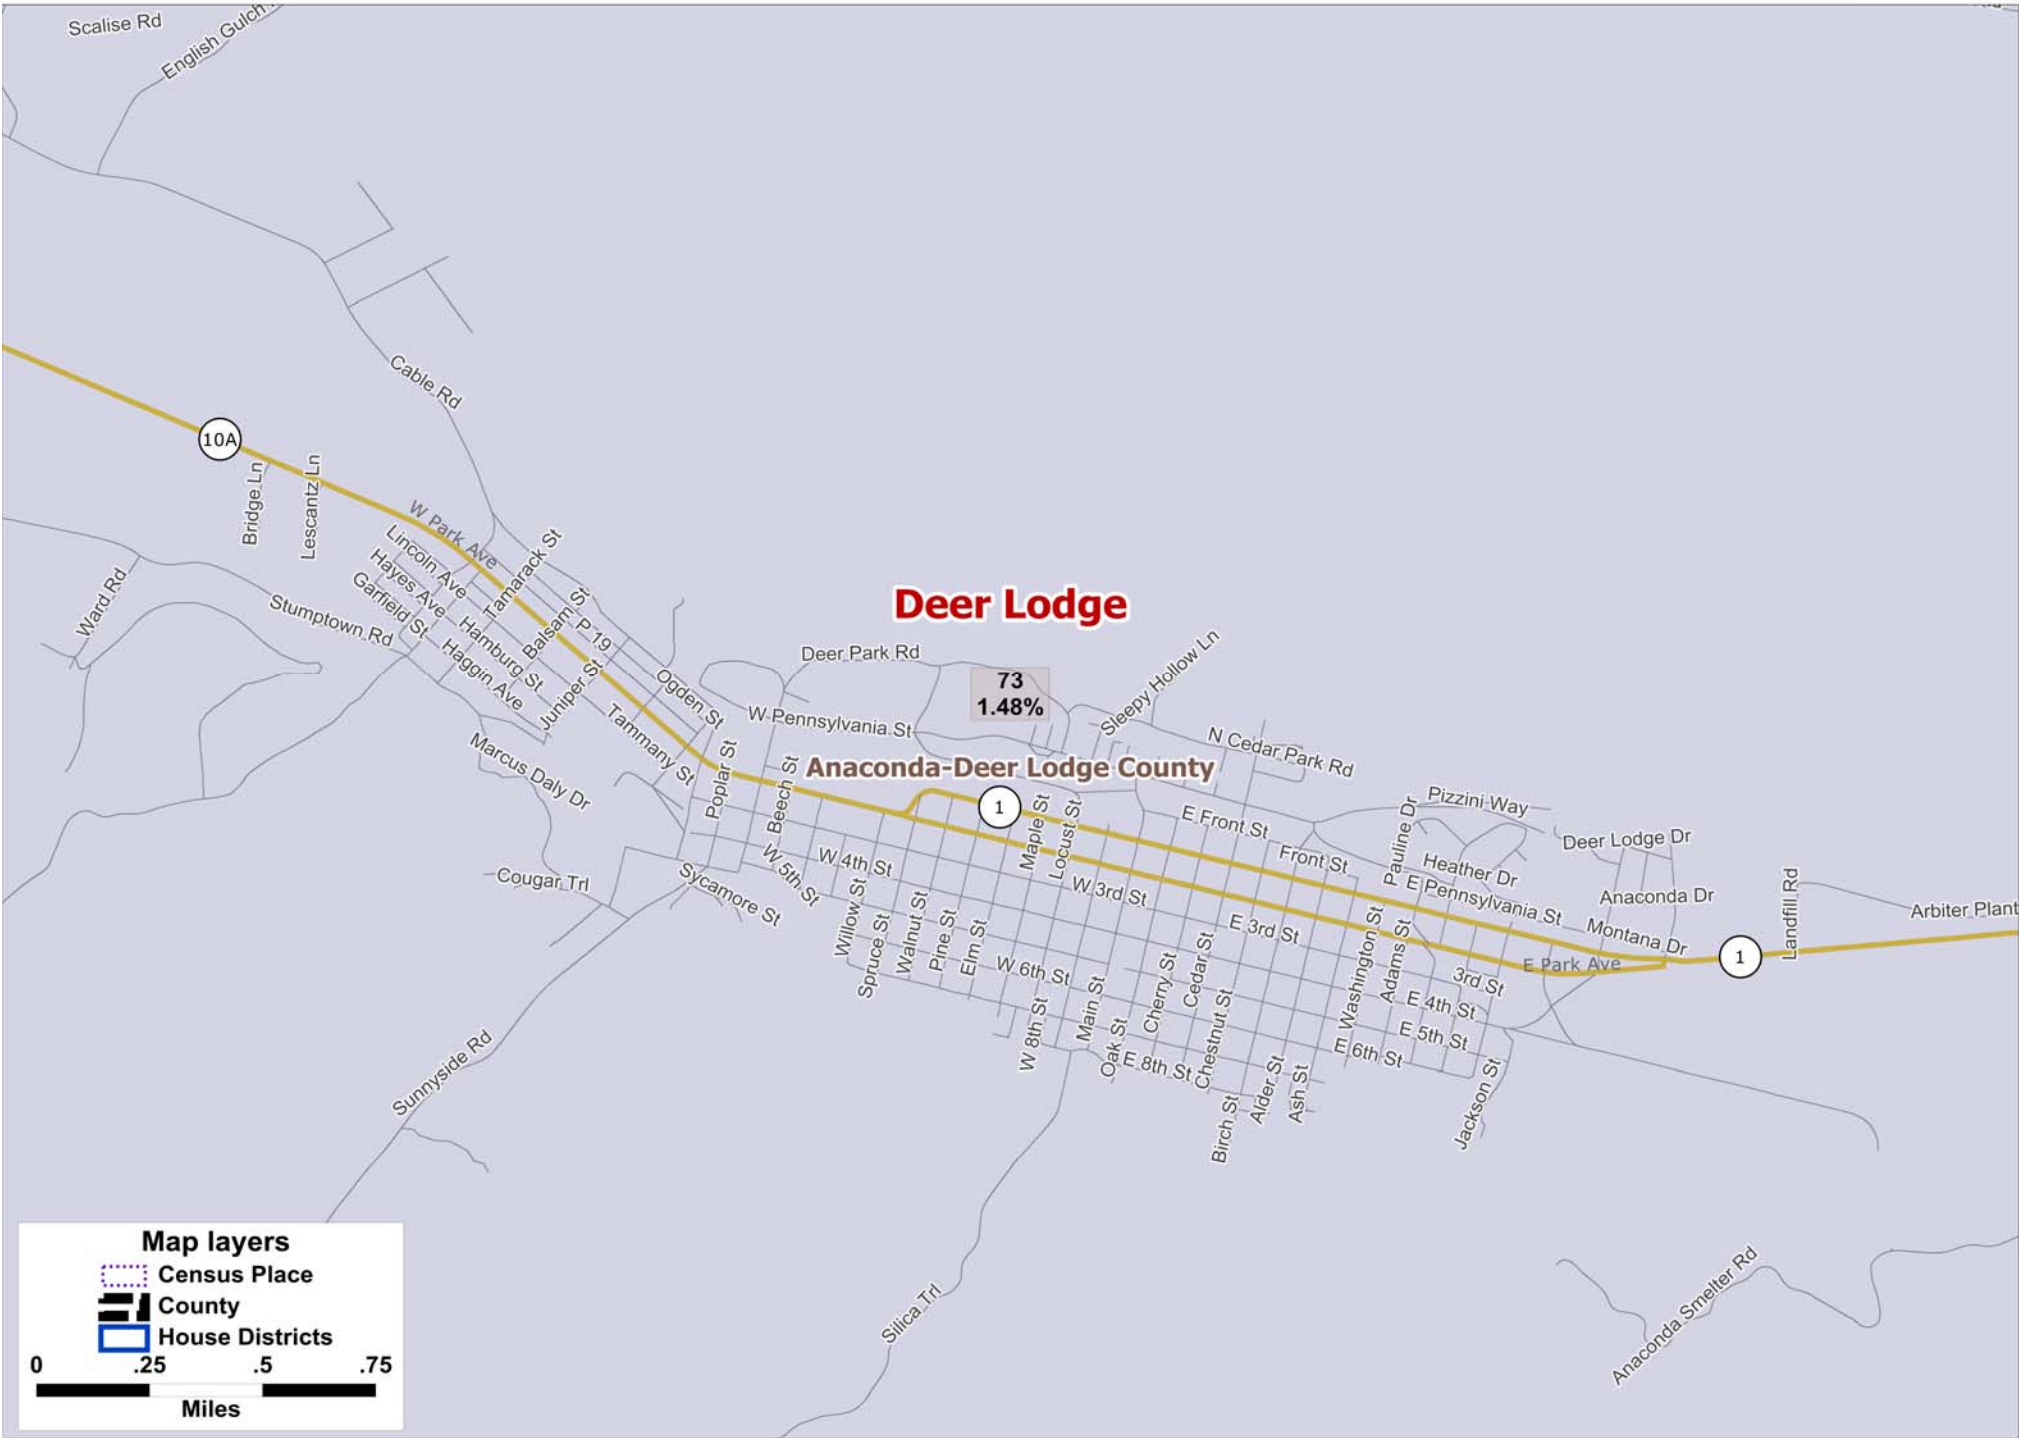 Scalise Rd
English Gulch
Cable Rd
10A
Bridge Ln
Lescantz Ln
W Park Ave
Lincoln Ave
Hayes Ave
Garfield St
Tamarack St
Balsam St
P 19
Ward Rd
Stumptown Rd
Hamburg St
Haggin Ave
Juniper St
Ogden St
Tammany St
Marcus Daly Dr
Deer Lodge
Deer Park Rd
73
1.48%
Sleepy Hollow Ln
W Pennsylvania St
N Cedar Park Rd
Anaconda-Deer Lodge County
Poplar St
Beech St
1
Maple St
Locust St
E Front St
Front St
Pauline Dr
Pizzini Way
Deer Lodge Dr
Heather Dr
E Pennsylvania St
Anaconda Dr
Montana Dr
Landfill Rd
Arbiter Plant
1
Cougar Trl
Sycamore St
W 5th St
W 4th St
W 3rd St
E 3rd St
Willow St
Spruce St
Walnut St
Pine St
Elm St
W 6th St
W 8th St
Main St
Oak St
Cherry St
Cedar St
Chestnut St
E 8th St
Birch St
Alder St
Ash St
E Washington St
Adams St
E Park Ave
3rd St
E 4th St
E 5th St
E 6th St
Jackson St
Sunnyside Rd
Silica Trl
Anaconda Smelter Rd
Map layers
Census Place
County
House Districts
0 .25 .5 .75
Miles